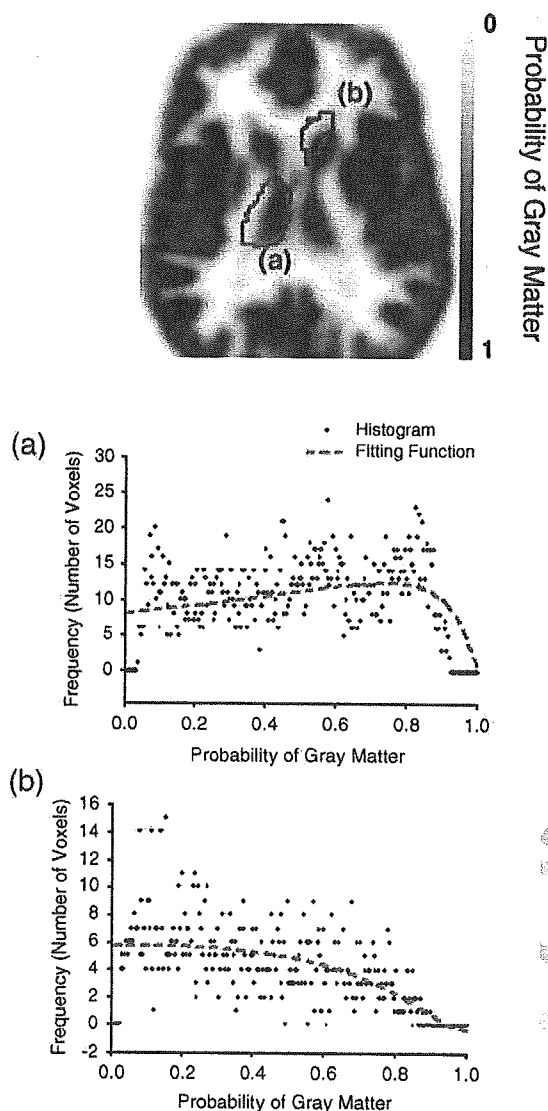 0
(b)
(a)
1
Probability of Gray Matter
(a)
Histogram
Fitting Function
Frequency (Number of Voxels)
30
25
20
15
10
5
0
0.0 0.2 0.4 0.6 0.8 1.0
Probability of Gray Matter
(b)
Frequency (Number of Voxels)
16
14
12
10
8
6
4
2
0
-2
0.0 0.2 0.4 0.6 0.8 1.0
Probability of Gray Matter